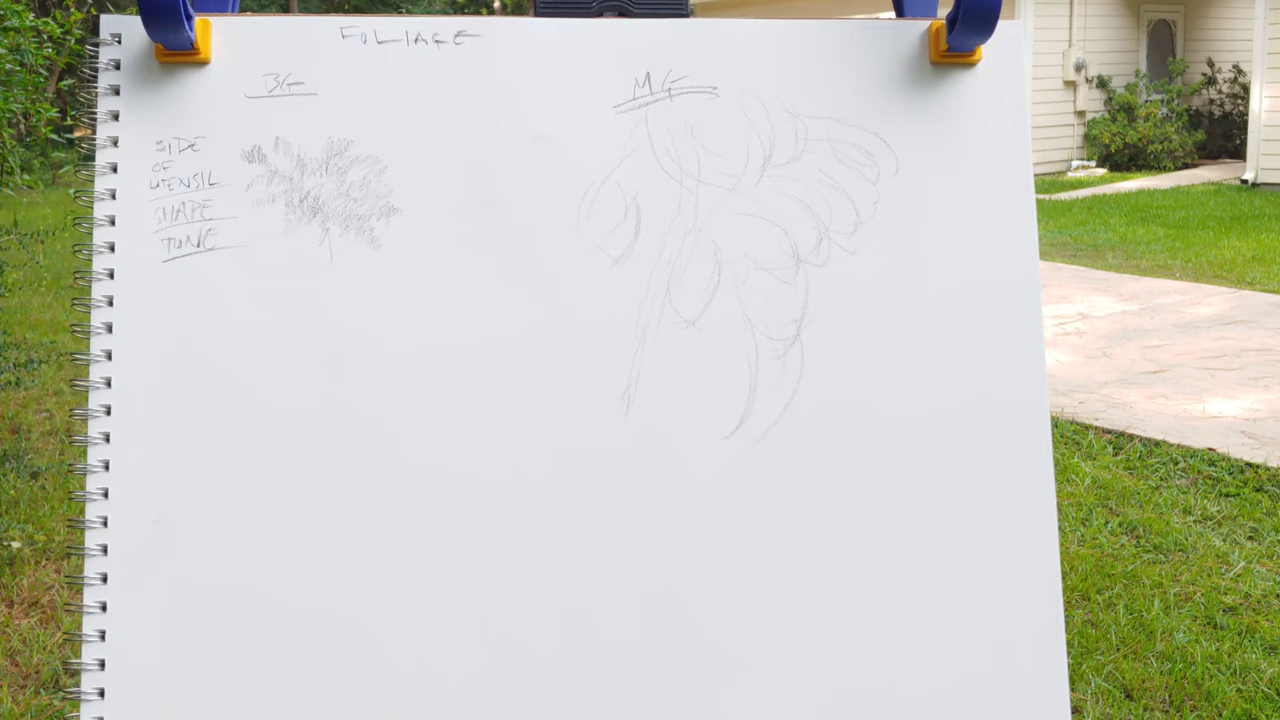 FOLIAGE
BG
MG
SIDE
OF
UTENSIL
SHAPE
TONE